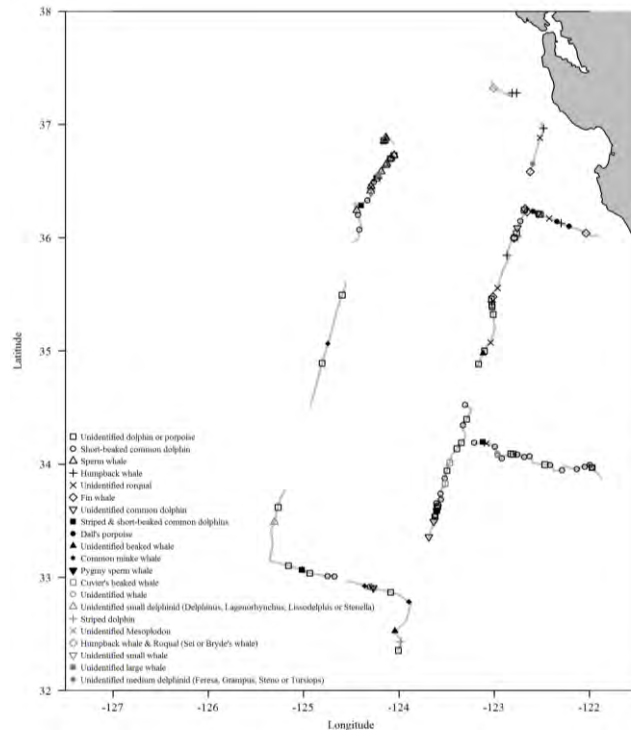 38
37
36
35
34
33
32
Latitude
Unidentified dolphin or porpoise
Short-beaked common dolphin
Sperm whale
Humpback whale
Unidentified rorqual
Fin whale
Unidentified common dolphin
Striped & short-beaked common dolphins
Dall's porpoise
Unidentified beaked whale
Common minke whale
Pygmy sperm whale
Cuvier's beaked whale
Unidentified whale
Unidentified small delphinid (Delphinus, Lagenorhynchus, Lissodelphis or Stenella)
Striped dolphin
Unidentified Mesoplodon
Humpback whale & Roqual (Sei or Bryde's whale)
Unidentified small whale
Unidentified large whale
Unidentified medium delphinid (Feresa, Grampus, Steno or Tursiops)
-127
-126
-125
-124
-123
-122
Longitude